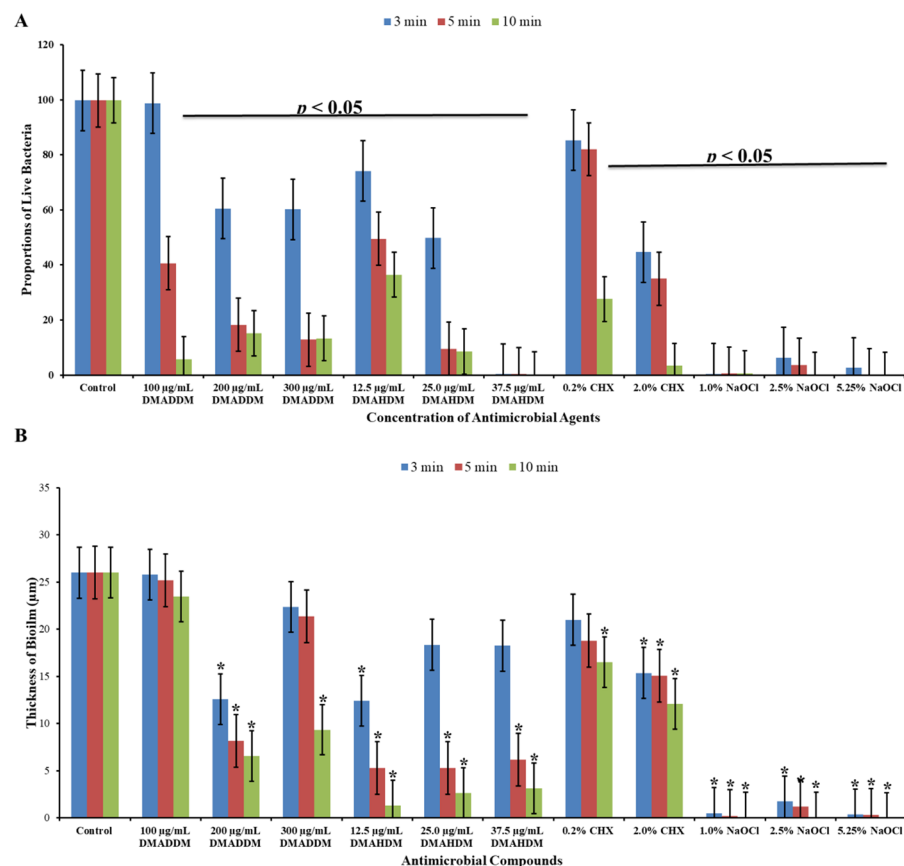 A
3 min 5 min 10 min
120
100
80
60
40
20
0
Proportions of Live Bacteria
p < 0.05
p < 0.05
Control 100 µg/mL 200 µg/mL 300 µg/mL 12.5 µg/mL 25.0 µg/mL 37.5 µg/mL 0.2% CHX 2.0% CHX 1.0% NaOCl 2.5% NaOCl 5.25% NaOCl
DMADDM DMADDM DMADDM DMAHDM DMAHDM DMAHDM
Concentration of Antimicrobial Agents
B
3 min 5 min 10 min
35
30
25
20
15
10
5
0
Thickness of Bioilm (µm)
* * * * * * * * * * * * * * * * * * * * * * * * *
Control 100 µg/mL 200 µg/mL 300 µg/mL 12.5 µg/mL 25.0 µg/mL 37.5 µg/mL 0.2% CHX 2.0% CHX 1.0% NaOCl 2.5% NaOCl 5.25% NaOCl
DMADDM DMADDM DMADDM DMAHDM DMAHDM DMAHDM
Antimicrobial Compounds